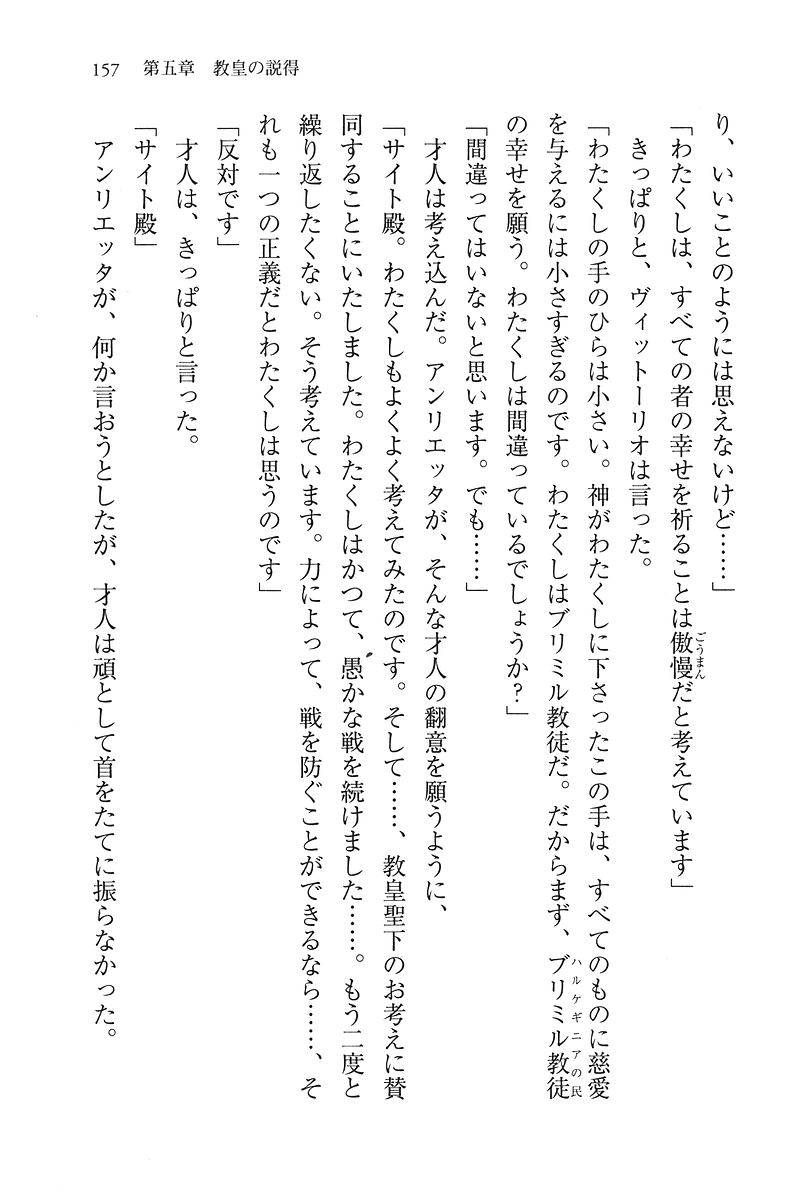 157　第五章　教皇の説得
り、いいことのようには思えないけど……」
「わたくしは、すべての者の幸せを祈ることは傲慢だと考えています」
ごうまん
きっぱりと、ヴィットーリオは言った。
「わたくしの手のひらは小さい。神がわたくしに下さったこの手は、すべてのものに慈愛
を与えるには小さすぎるのです。わたくしはブリミル教徒だ。だからまず、ブリミル教徒
ハルケギニアの民
の幸せを願う。わたくしは間違っているでしょうか？」
「間違ってはいないと思います。でも……」
才人は考え込んだ。アンリエッタが、そんな才人の翻意を願うように、
「サイト殿。わたくしもよくよく考えてみたのです。そして……、教皇聖下のお考えに賛
同することにいたしました。わたくしはかつて、愚かな戦を続けました……。もう二度と
繰り返したくない。そう考えています。力によって、戦を防ぐことができるなら……、そ
れも一つの正義だとわたくしは思うのです」
「反対です」
才人は、きっぱりと言った。
「サイト殿」
アンリエッタが、何か言おうとしたが、才人は頑として首をたてに振らなかった。